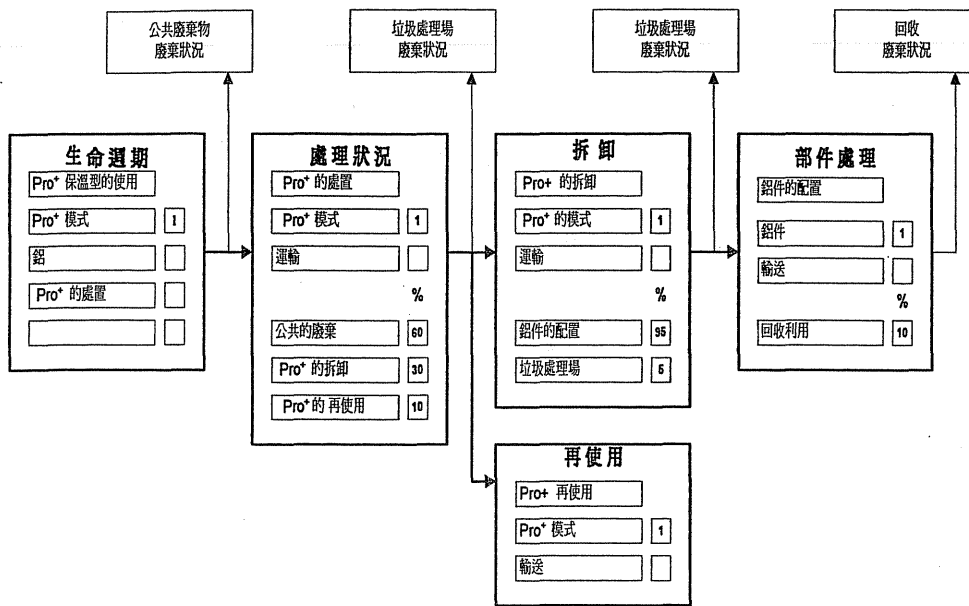 公共廢棄物
廢棄狀況
垃圾處理場
廢棄狀況
垃圾處理場
廢棄狀況
回收
廢棄狀況
生命週期
Pro⁺ 保溫型的使用
Pro⁺ 模式 1
鋁
Pro⁺ 的處置
處理狀況
Pro⁺ 的處置
Pro⁺ 模式 1
運輸
%
公共的廢棄 60
Pro⁺ 的拆卸 30
Pro⁺ 的 再使用 10
拆卸
Pro+ 的拆卸
Pro⁺ 的模式 1
運輸
%
鋁件的配置 95
垃圾處理場 5
部件處理
鋁件的配置
鋁件 1
輸送
%
回收利用 10
再使用
Pro+ 再使用
Pro⁺ 模式 1
輸送